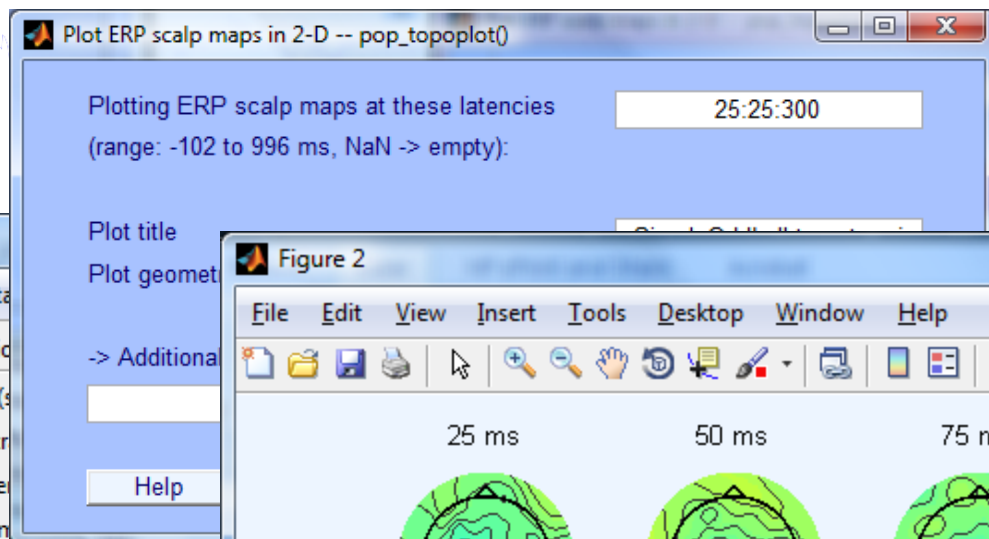 Plot ERP scalp maps in 2-D -- pop_topoplot()
Plotting ERP scalp maps at these latencies
25:25:300
(range: -102 to 996 ms, NaN -> empty):
Plot title
Plot geomet
Figure 2
File Edit View Insert Tools Desktop Window Help
-> Additional
25 ms 50 ms 75
Help